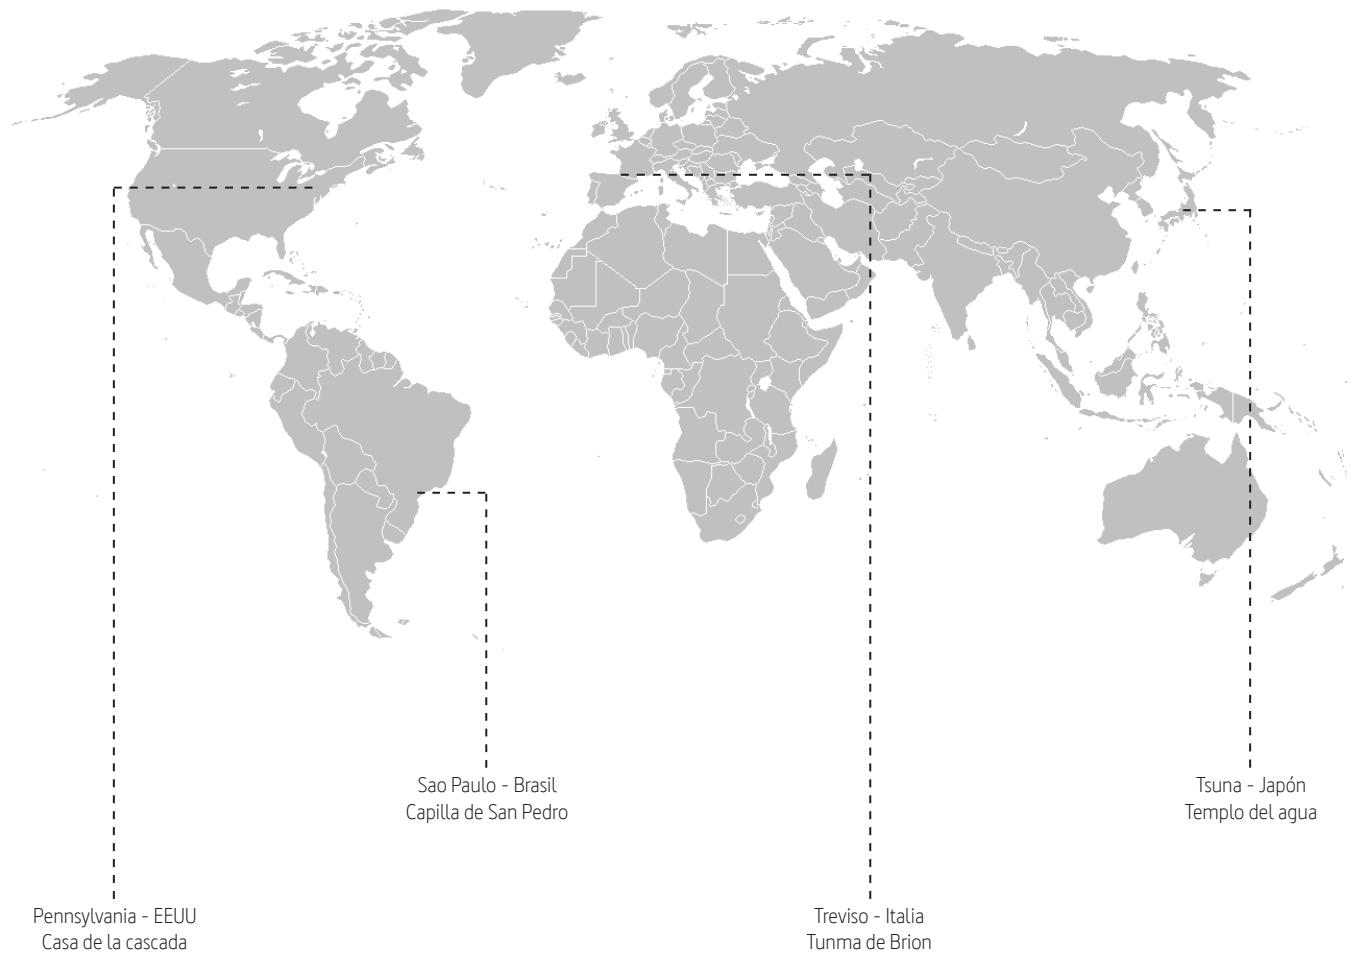 Sao Paulo - Brasil
Capilla de San Pedro
Tsuna - Japón
Templo del agua
Pennsylvania - EEUU
Casa de la cascada
Treviso - Italia
Tunma de Brion